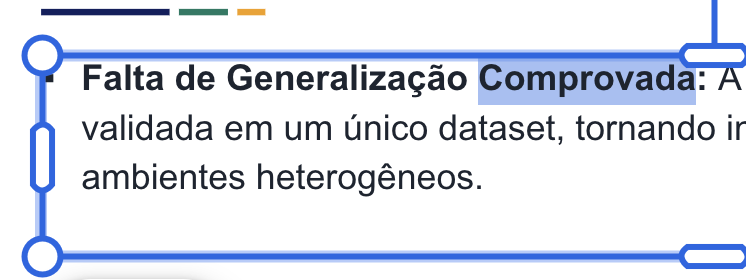 ▪ Falta de Generalização Comprovada: A
validada em um único dataset, tornando
ambientes heterogêneos.